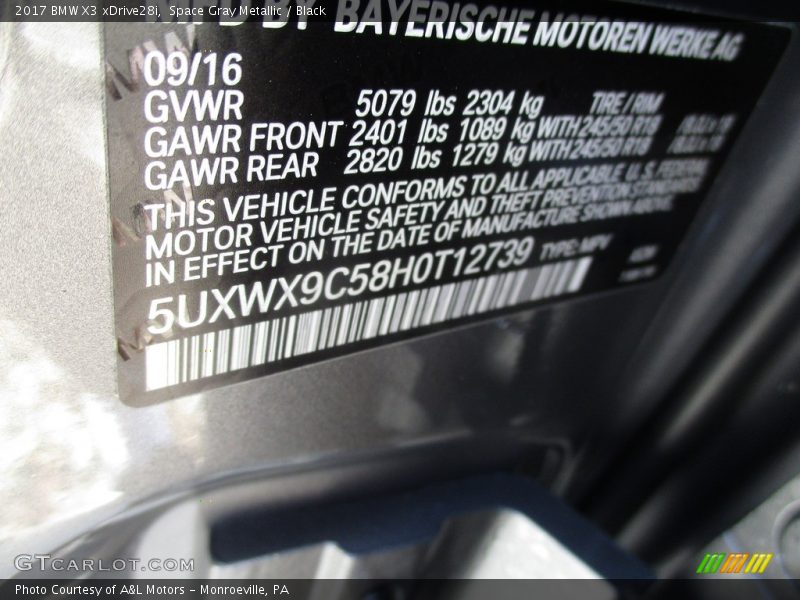 2017 BMW X3 xDrive28i, Space Gray Metallic / Black
BY BAYERISCHE MOTOREN WERKE AG
09/16
GVWR 5079 lbs 2304 kg TIRE / RIM
GAWR FRONT 2401 lbs 1089 kg WITH 245/50 R18
GAWR REAR 2820 lbs 1279 kg WITH 245/50 R18
THIS VEHICLE CONFORMS TO ALL APPLICABLE U.S. FEDERAL
MOTOR VEHICLE SAFETY AND THEFT PREVENTION STANDARDS
IN EFFECT ON THE DATE OF MANUFACTURE SHOWN ABOVE.
5UXWX9C58H0T12739 TYPE: MPV
GTCarLot.com
Photo Courtesy of A&L Motors - Monroeville, PA